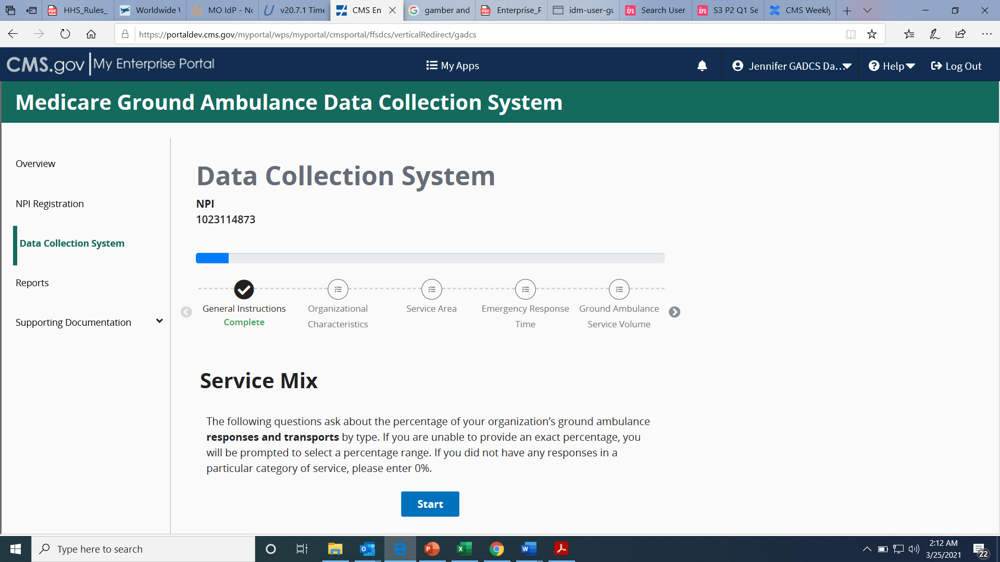 HHS_Rules_
Worldwide
MO IdP - No
v20.7.1 Time
CMS En
gamber and
Enterprise_P
idm-user-gu
Search User
S3 P2 Q1 Se
CMS Weekly
https://portaldev.cms.gov/myportal/wps/myportal/cmsportal/ffsdcs/verticalRedirect/gadcs
CMS.gov My Enterprise Portal
My Apps
Jennifer GADCS Da...
Help
Log Out
Medicare Ground Ambulance Data Collection System
Overview
NPI Registration
Data Collection System
Reports
Supporting Documentation
Data Collection System
NPI
1023114873
General Instructions
Complete
Organizational
Characteristics
Service Area
Emergency Response
Time
Ground Ambulance
Service Volume
Service Mix
The following questions ask about the percentage of your organization’s ground ambulance
responses and transports by type. If you are unable to provide an exact percentage, you
will be prompted to select a percentage range. If you did not have any responses in a
particular category of service, please enter 0%.
Start
Type here to search
2:12 AM
3/25/2021
22